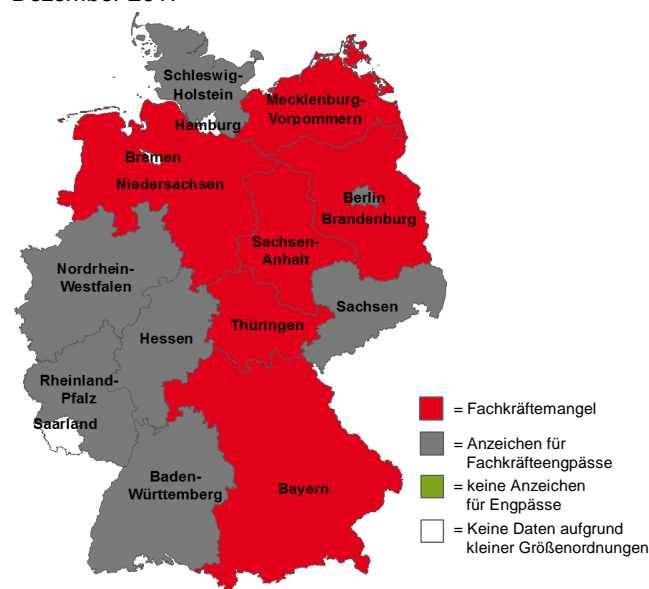 Schleswig-
Holstein
Mecklenburg-
Vorpommern
Hamburg
Bremen
Niedersachsen
Berlin
Brandenburg
Sachsen-
Anhalt
Nordrhein-
Westfalen
Sachsen
Thüringen
Hessen
Rheinland-
Pfalz
Saarland
Baden-
Württemberg
Bayern
= Fachkräftemangel
= Anzeichen für
Fachkräfteengpässe
= keine Anzeichen
für Engpässe
= Keine Daten aufgrund
kleiner Größenordnungen